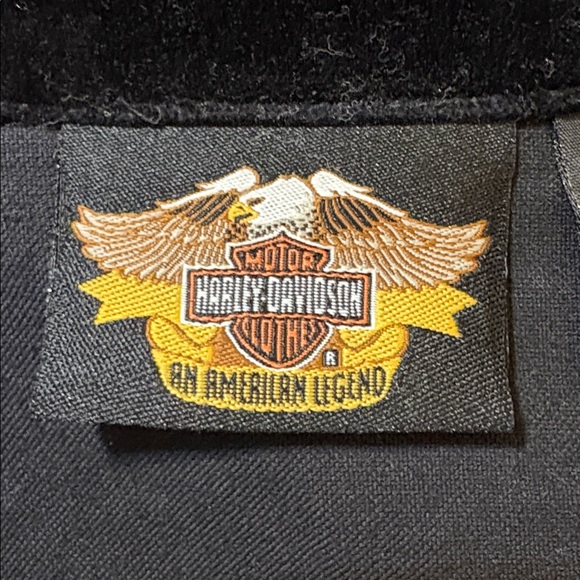 MOTOR
HARLEY-DAVIDSON
CLOTHES
®
AN AMERICAN LEGEND